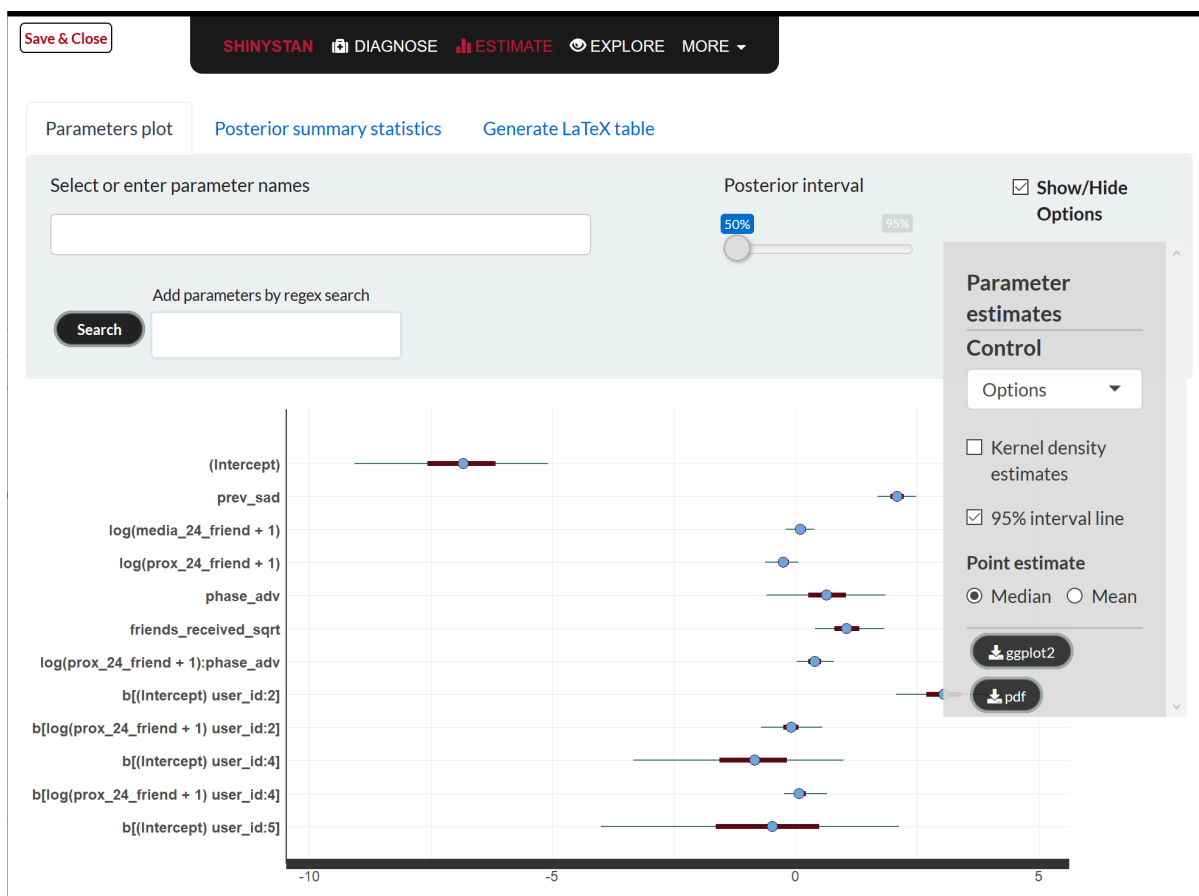 Save & Close
SHINYSTAN DIAGNOSE ESTIMATE EXPLORE MORE
Parameters plot Posterior summary statistics Generate LaTeX table
Select or enter parameter names
Posterior interval
50% 95%
Show/Hide
Options
Add parameters by regex search
Search
Parameter
estimates
Control
Options
Kernel density
estimates
95% interval line
Point estimate
Median Mean
ggplot2
pdf
(Intercept)
prev_sad
log(media_24_friend + 1)
log(prox_24_friend + 1)
phase_adv
friends_received_sqrt
log(prox_24_friend + 1):phase_adv
b[(Intercept) user_id:2]
b[log(prox_24_friend + 1) user_id:2]
b[(Intercept) user_id:4]
b[log(prox_24_friend + 1) user_id:4]
b[(Intercept) user_id:5]
-10 -5 0 5